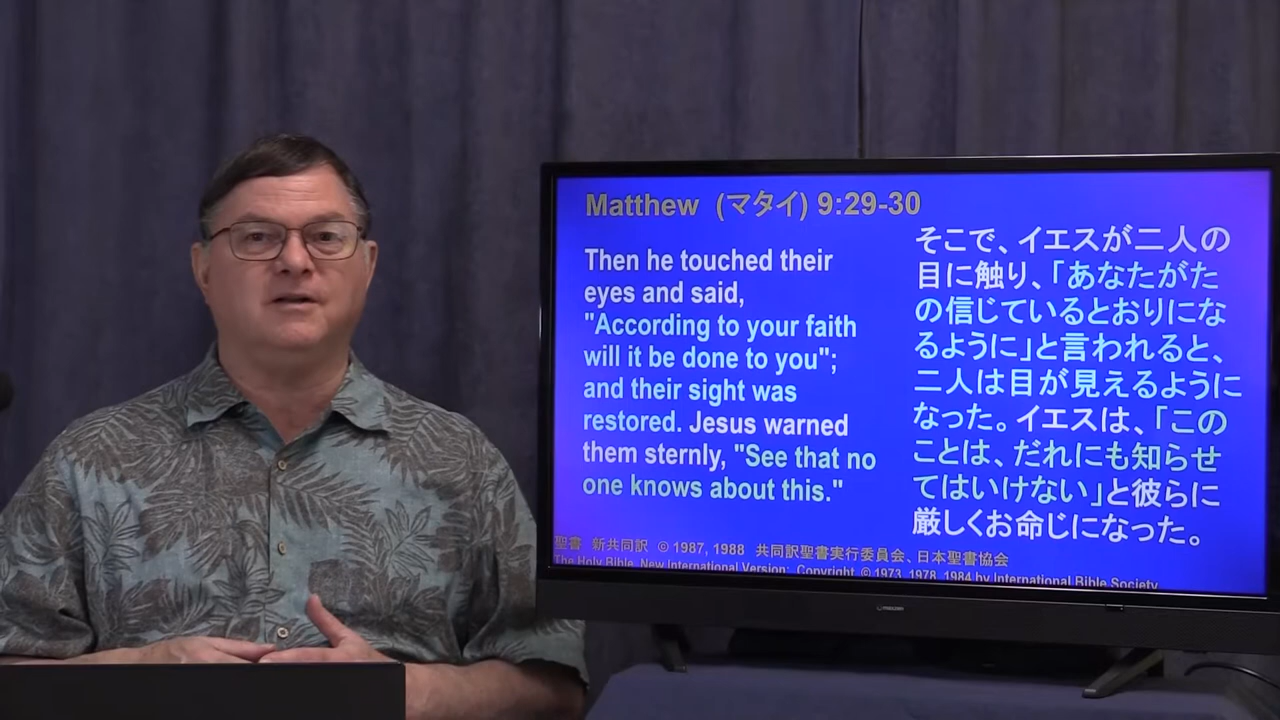 Matthew (マタイ) 9:29-30
Then he touched their
eyes and said,
"According to your faith
will it be done to you";
and their sight was
restored. Jesus warned
them sternly, "See that no
one knows about this."
そこで、イエスが二人の
目に触り、「あなたがた
の信じているとおりにな
るように」と言われると、
二人は目が見えるように
なった。イエスは、「この
ことは、だれにも知らせ
てはいけない」と彼らに
厳しくお命じになった。
聖書 新共同訳 © 1987, 1988 共同訳聖書実行委員会、日本聖書協会
The Holy Bible, New International Version; Copyright © 1973, 1978, 1984 by International Bible Society